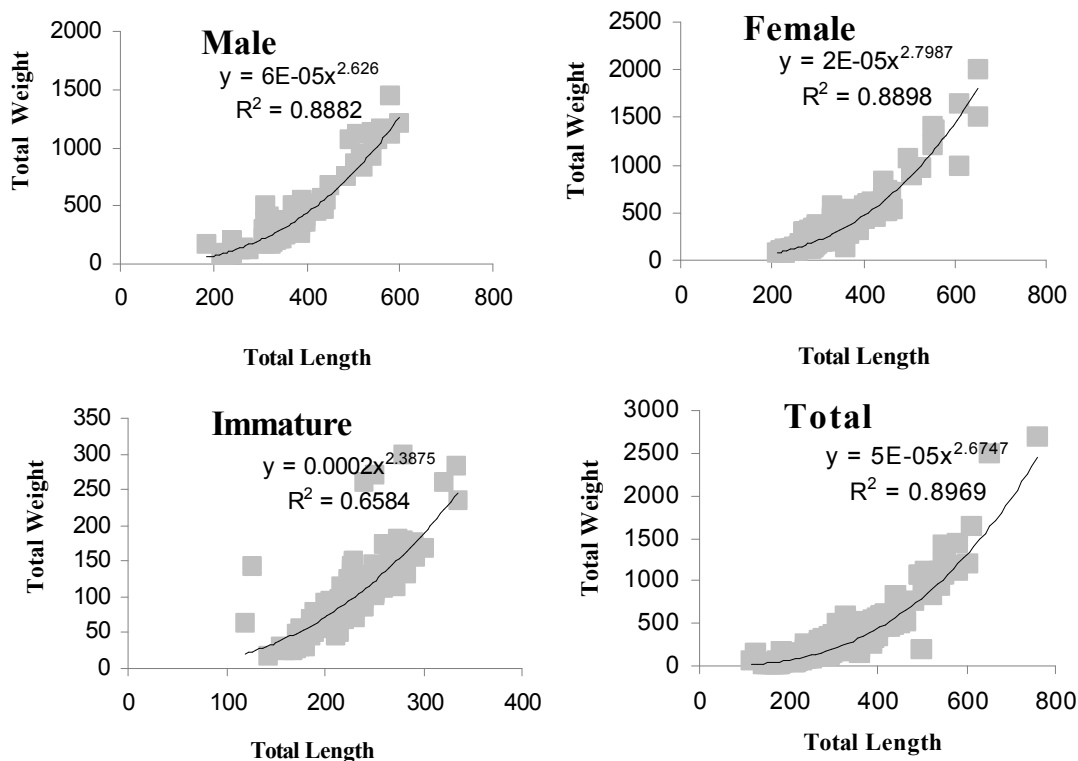 Male
y = 6E-05x^2.626
R² = 0.8882
Total Weight
2000
1500
1000
500
0
0 200 400 600 800
Total Length
Female
y = 2E-05x^2.7987
R² = 0.8898
Total Weight
2500
2000
1500
1000
500
0
0 200 400 600 800
Total Length
Immature
y = 0.0002x^2.3875
R² = 0.6584
Total Weight
350
300
250
200
150
100
50
0
0 100 200 300 400
Total Length
Total
y = 5E-05x^2.6747
R² = 0.8969
Total Weight
3000
2500
2000
1500
1000
500
0
0 200 400 600 800
Total Length